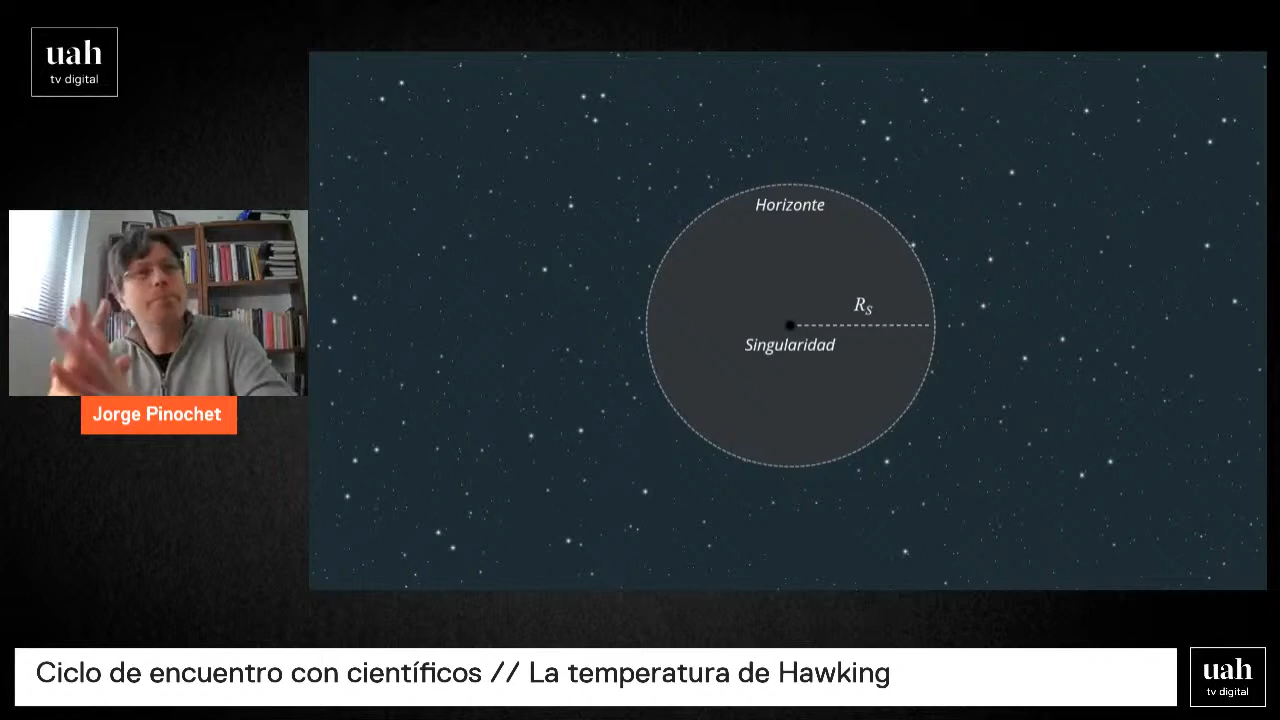 uah
tv digital
Horizonte
R_S
Singularidad
Jorge Pinochet
Ciclo de encuentro con científicos // La temperatura de Hawking
uah
tv digital